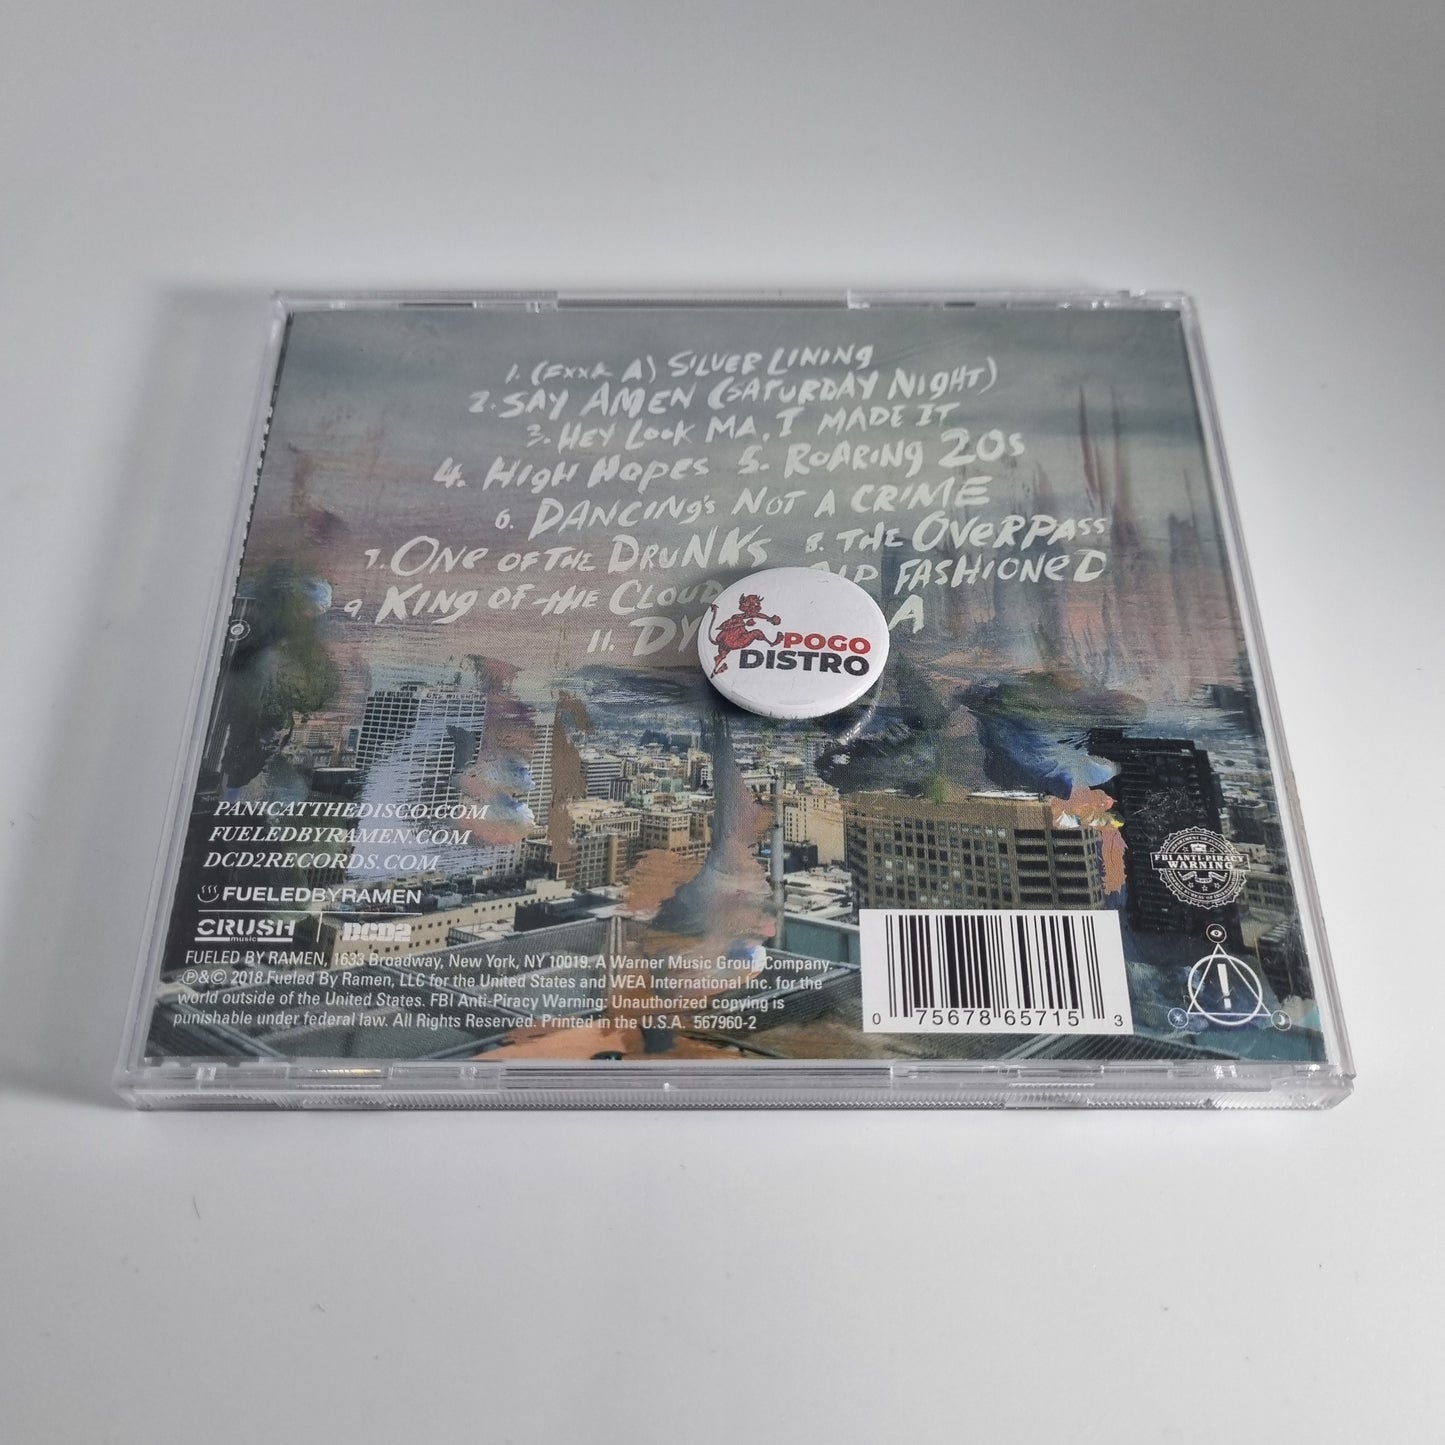 1. (FXXK A) SILVER LINING
2. SAY AMEN (SATURDAY NIGHT)
3. HEY LOOK MA, I MADE IT
4. HIGH HOPES 5. ROARING 20s
6. DANCING'S NOT A CRIME
7. ONE OF THE DRUNKS 8. THE OVERPASS
9. KING OF THE CLOUD FASHIONED
11. DY A
POGO
DISTRO
ONE WILSHIRE
PANICATTHEDISCO.COM
FUELEDBYRAMEN.COM
DCD2RECORDS.COM
FUELEDBYRAMEN
CRUSH
music
DCD2
FBI ANTI-PIRACY
WARNING
FUELED BY RAMEN, 1633 Broadway, New York, NY 10019. A Warner Music Group Company.
℗&© 2018 Fueled By Ramen, LLC for the United States and WEA International Inc. for the
world outside of the United States. FBI Anti-Piracy Warning: Unauthorized copying is
punishable under federal law. All Rights Reserved. Printed in the U.S.A. 567960-2
0 75678 65715 3